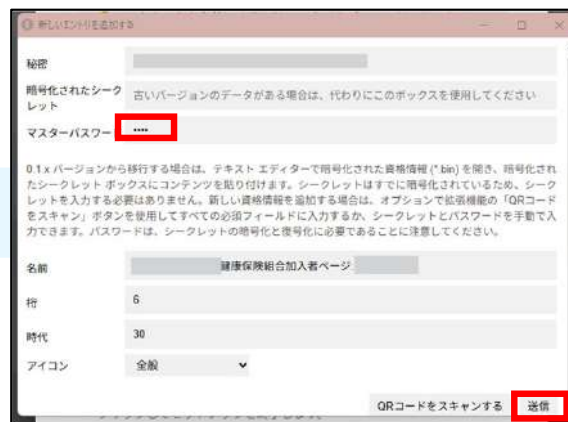 新しいエントリを追加する
秘密
暗号化されたシーク
レット
古いバージョンのデータがある場合は、代わりにこのボックスを使用してください
マスターパスワード
••••
0.1.x バージョンから移行する場合は、テキスト エディターで暗号化された資格情報 (*.bin) を開き、暗号化され
たシークレット ボックスにコンテンツを貼り付けます。シークレットはすでに暗号化されているため、シーク
レットを入力する必要はありません。新しい資格情報を追加する場合は、オプションで拡張機能の「QRコード
をスキャン」ボタンを使用してすべての必須フィールドに入力するか、シークレットとパスワードを手動で入
力できます。パスワードは、シークレットの暗号化と復号化に必要であることに注意してください。
名前
健康保険組合加入者ページ
桁
6
時代
30
アイコン
全般
QRコードをスキャンする
送信